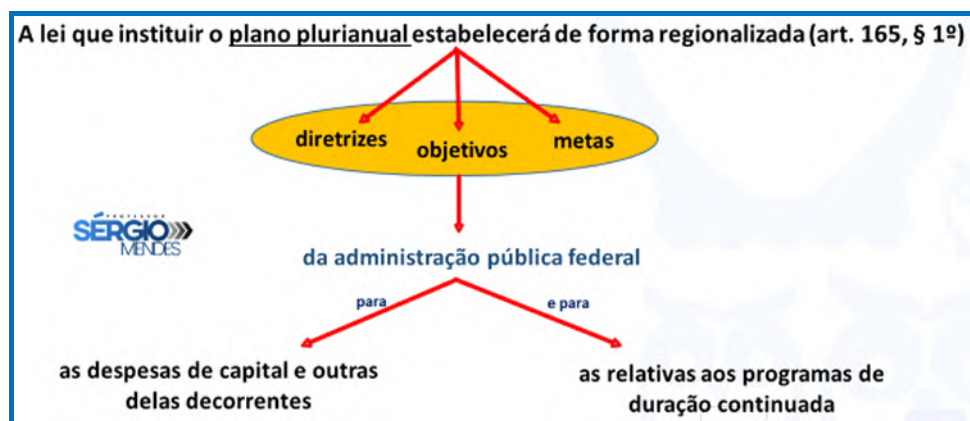 A lei que instituir o plano plurianual estabelecerá de forma regionalizada (art. 165, § 1º)
diretrizes objetivos metas
PROFESSOR
SÉRGIO
MENDES
da administração pública federal
para e para
as despesas de capital e outras
delas decorrentes
as relativas aos programas de
duração continuada